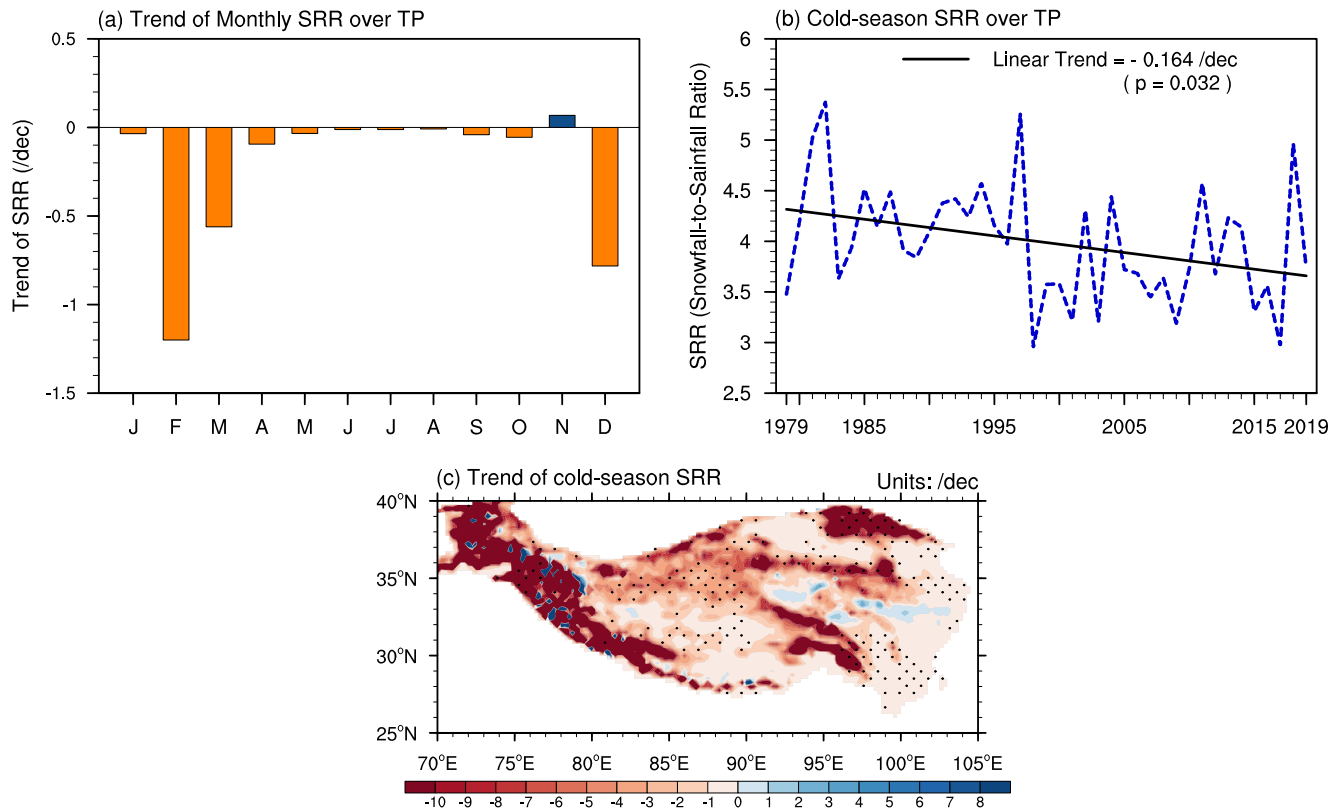 (a) Trend of Monthly SRR over TP
Trend of SRR (/dec)
0.5
0
-0.5
-1
-1.5
J F M A M J J A S O N D
(b) Cold-season SRR over TP
SRR (Snowfall-to-Sainfall Ratio)
6
5.5
5
4.5
4
3.5
3
2.5
Linear Trend = - 0.164 /dec
( p = 0.032 )
1979 1985 1995 2005 2015 2019
(c) Trend of cold-season SRR
Units: /dec
40°N
35°N
30°N
25°N
70°E 75°E 80°E 85°E 90°E 95°E 100°E 105°E
-10 -9 -8 -7 -6 -5 -4 -3 -2 -1 0 1 2 3 4 5 6 7 8